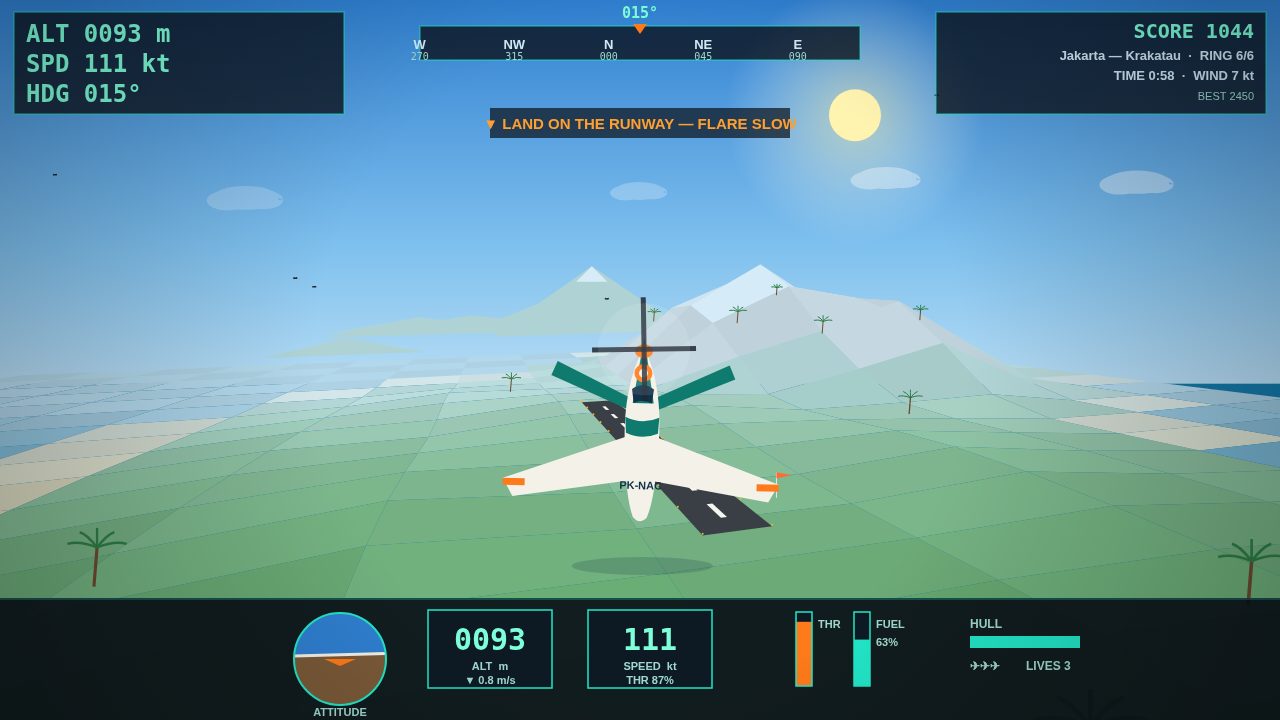 ALT 0093 m
SPD 111 kt
HDG 015°
015°
W NW N NE E
270 315 000 045 090
SCORE 1044
Jakarta — Krakatau · RING 6/6
TIME 0:58 · WIND 7 kt
BEST 2450
▼ LAND ON THE RUNWAY — FLARE SLOW
PK-NAG
ATTITUDE
0093
ALT m
▼ 0.8 m/s
111
SPEED kt
THR 87%
THR
FUEL
63%
HULL
LIVES 3